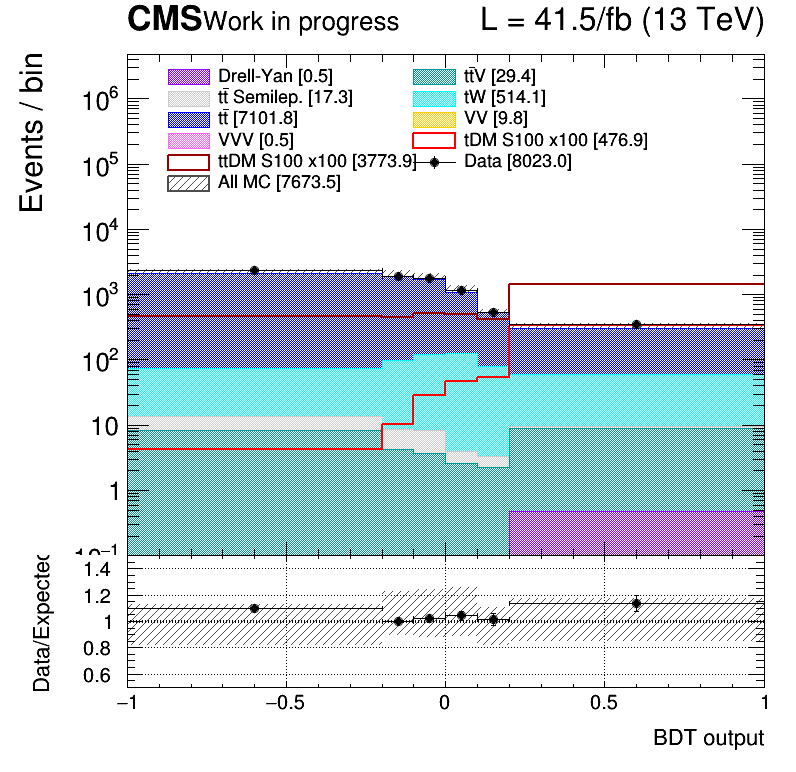 CMS Work in progress L = 41.5/fb (13 TeV)
Events / bin
Drell-Yan [0.5] tt̄V [29.4]
tt̄ Semilep. [17.3] tW [514.1]
tt̄ [7101.8] VV [9.8]
VVV [0.5] tDM S100 x100 [476.9]
ttDM S100 x100 [3773.9] Data [8023.0]
All MC [7673.5]
10⁶
10⁵
10⁴
10³
10²
10
1
10⁻¹
Data/Expected
1.4
1.2
1
0.8
0.6
−1 −0.5 0 0.5 1
BDT output